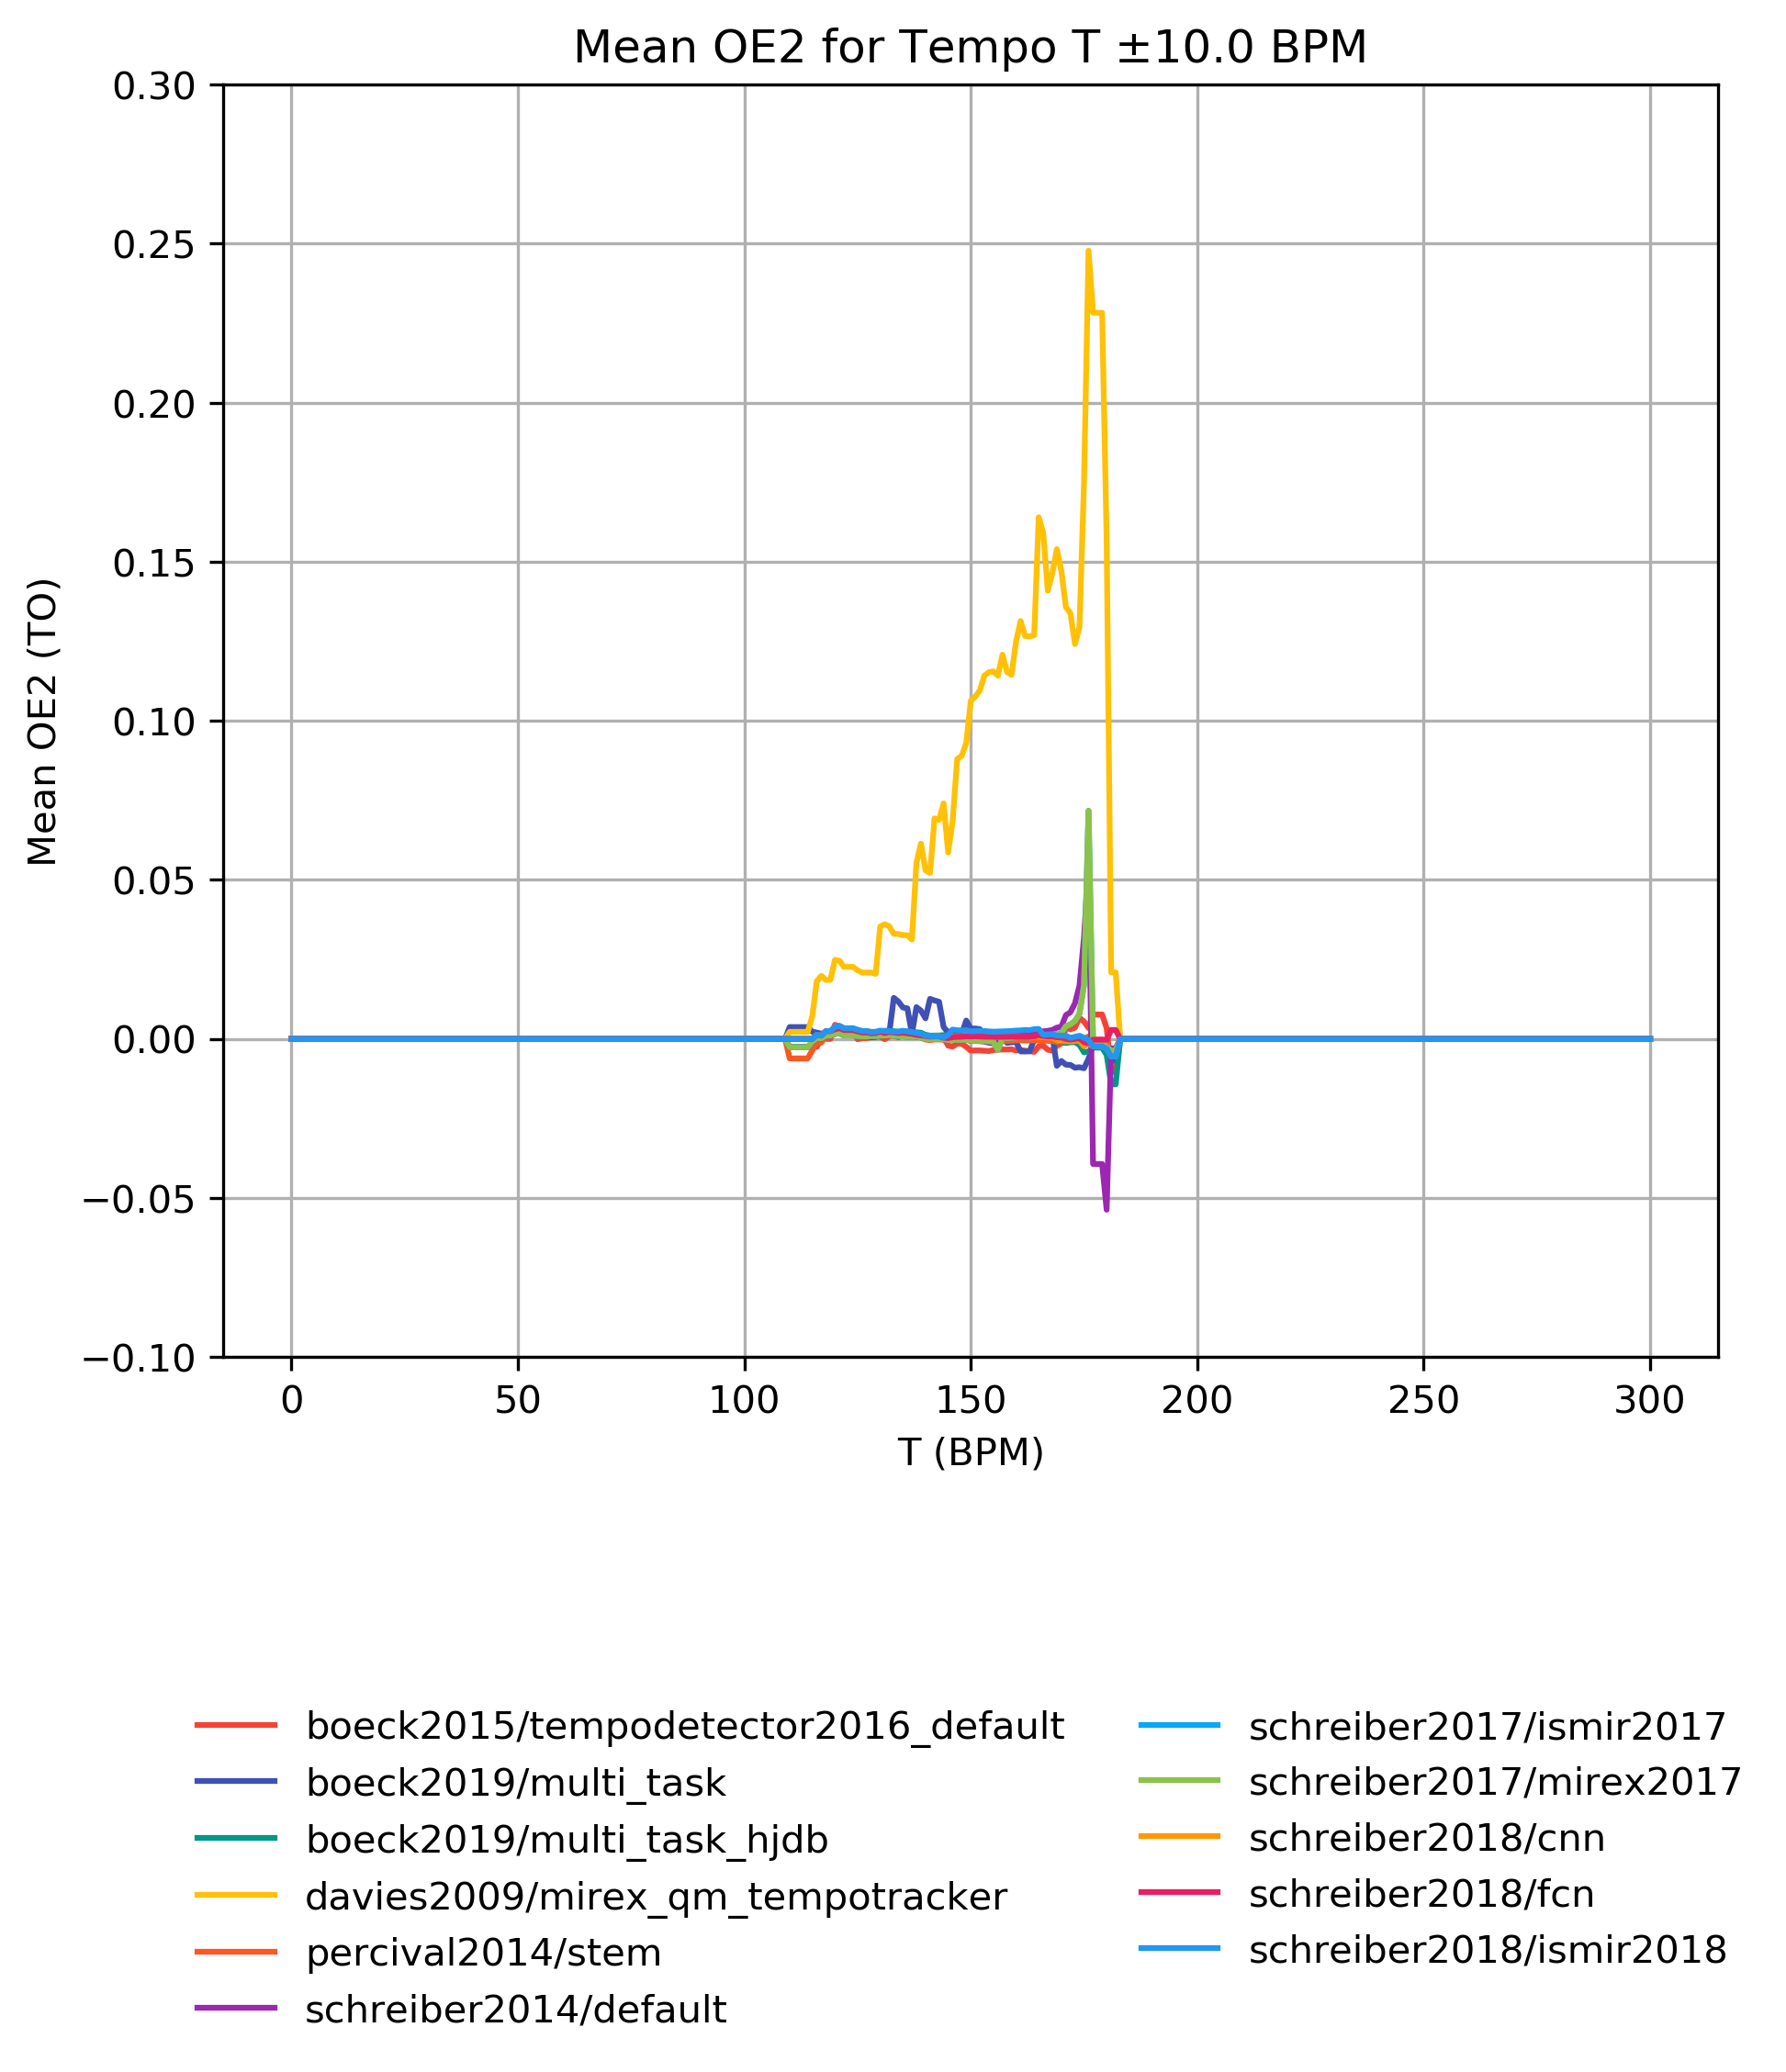 Mean OE2 for Tempo T ±10.0 BPM
0.30
0.25
0.20
0.15
0.10
0.05
0.00
−0.05
−0.10
Mean OE2 (TO)
0 50 100 150 200 250 300
T (BPM)
boeck2015/tempodetector2016_default
boeck2019/multi_task
boeck2019/multi_task_hjdb
davies2009/mirex_qm_tempotracker
percival2014/stem
schreiber2014/default
schreiber2017/ismir2017
schreiber2017/mirex2017
schreiber2018/cnn
schreiber2018/fcn
schreiber2018/ismir2018